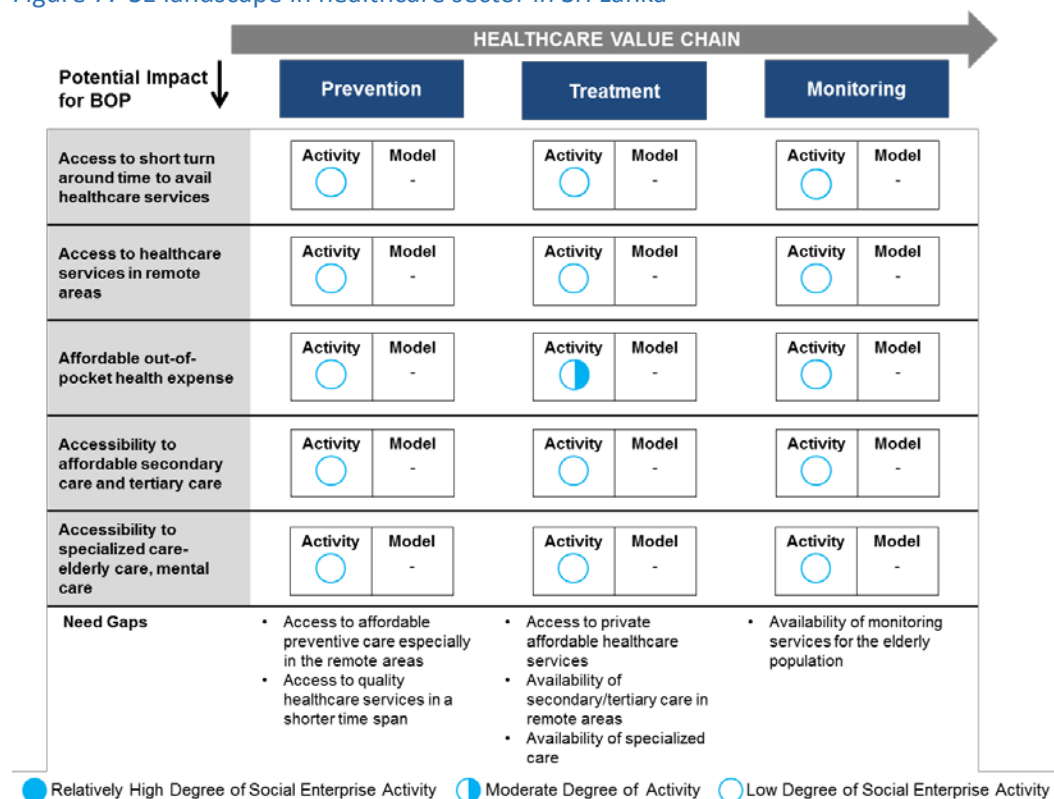 Figure 7: SE landscape in healthcare sector in Sri Lanka
HEALTHCARE VALUE CHAIN
Potential Impact
for BOP
Prevention
Treatment
Monitoring
Access to short turn
around time to avail
healthcare services
Activity Model
-
Activity Model
-
Activity Model
-
Access to healthcare
services in remote
areas
Activity Model
-
Activity Model
-
Activity Model
-
Affordable out-of-
pocket health expense
Activity Model
-
Activity Model
-
Activity Model
-
Accessibility to
affordable secondary
care and tertiary care
Activity Model
-
Activity Model
-
Activity Model
-
Accessibility to
specialized care-
elderly care, mental
care
Activity Model
-
Activity Model
-
Activity Model
-
Need Gaps
• Access to affordable
preventive care especially
in the remote areas
• Access to quality
healthcare services in a
shorter time span
• Access to private
affordable healthcare
services
• Availability of
secondary/tertiary care in
remote areas
• Availability of specialized
care
• Availability of monitoring
services for the elderly
population
Relatively High Degree of Social Enterprise Activity
Moderate Degree of Activity
Low Degree of Social Enterprise Activity